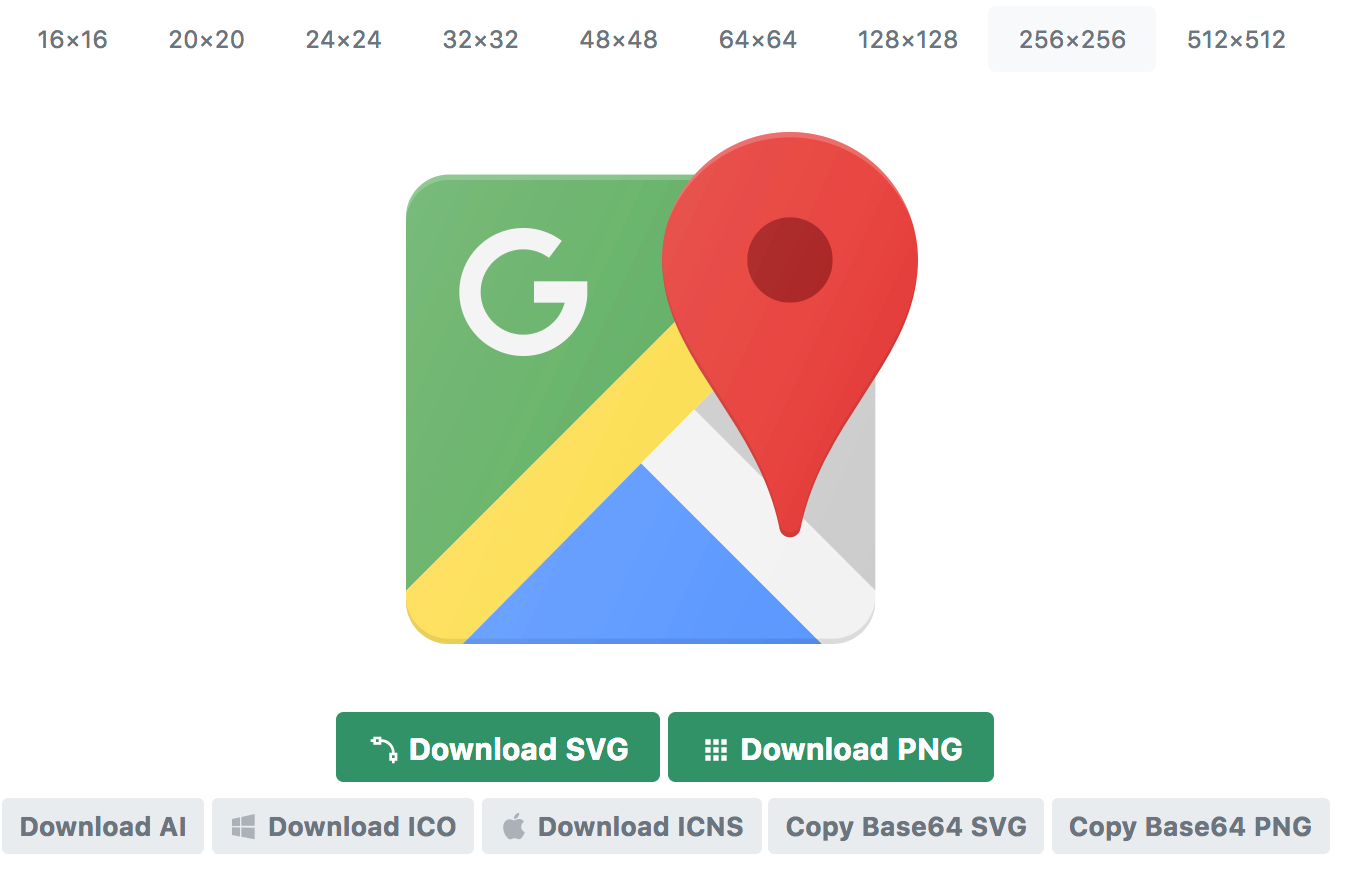 16×16 20×20 24×24 32×32 48×48 64×64 128×128 256×256 512×512
G
Download SVG Download PNG
Download AI Download ICO Download ICNS Copy Base64 SVG Copy Base64 PNG